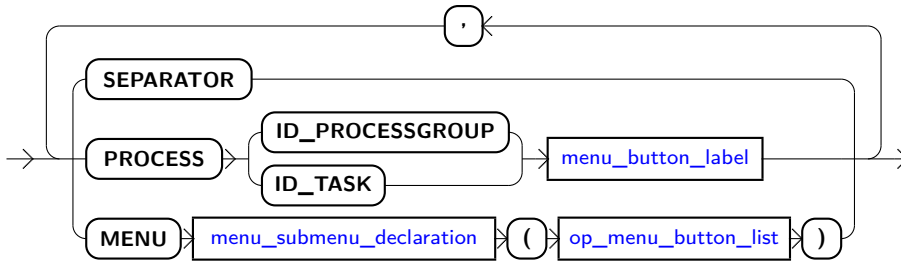 ,
SEPARATOR
PROCESS ID_PROCESSGROUP ID_TASK menu_button_label
MENU menu_submenu_declaration ( op_menu_button_list )